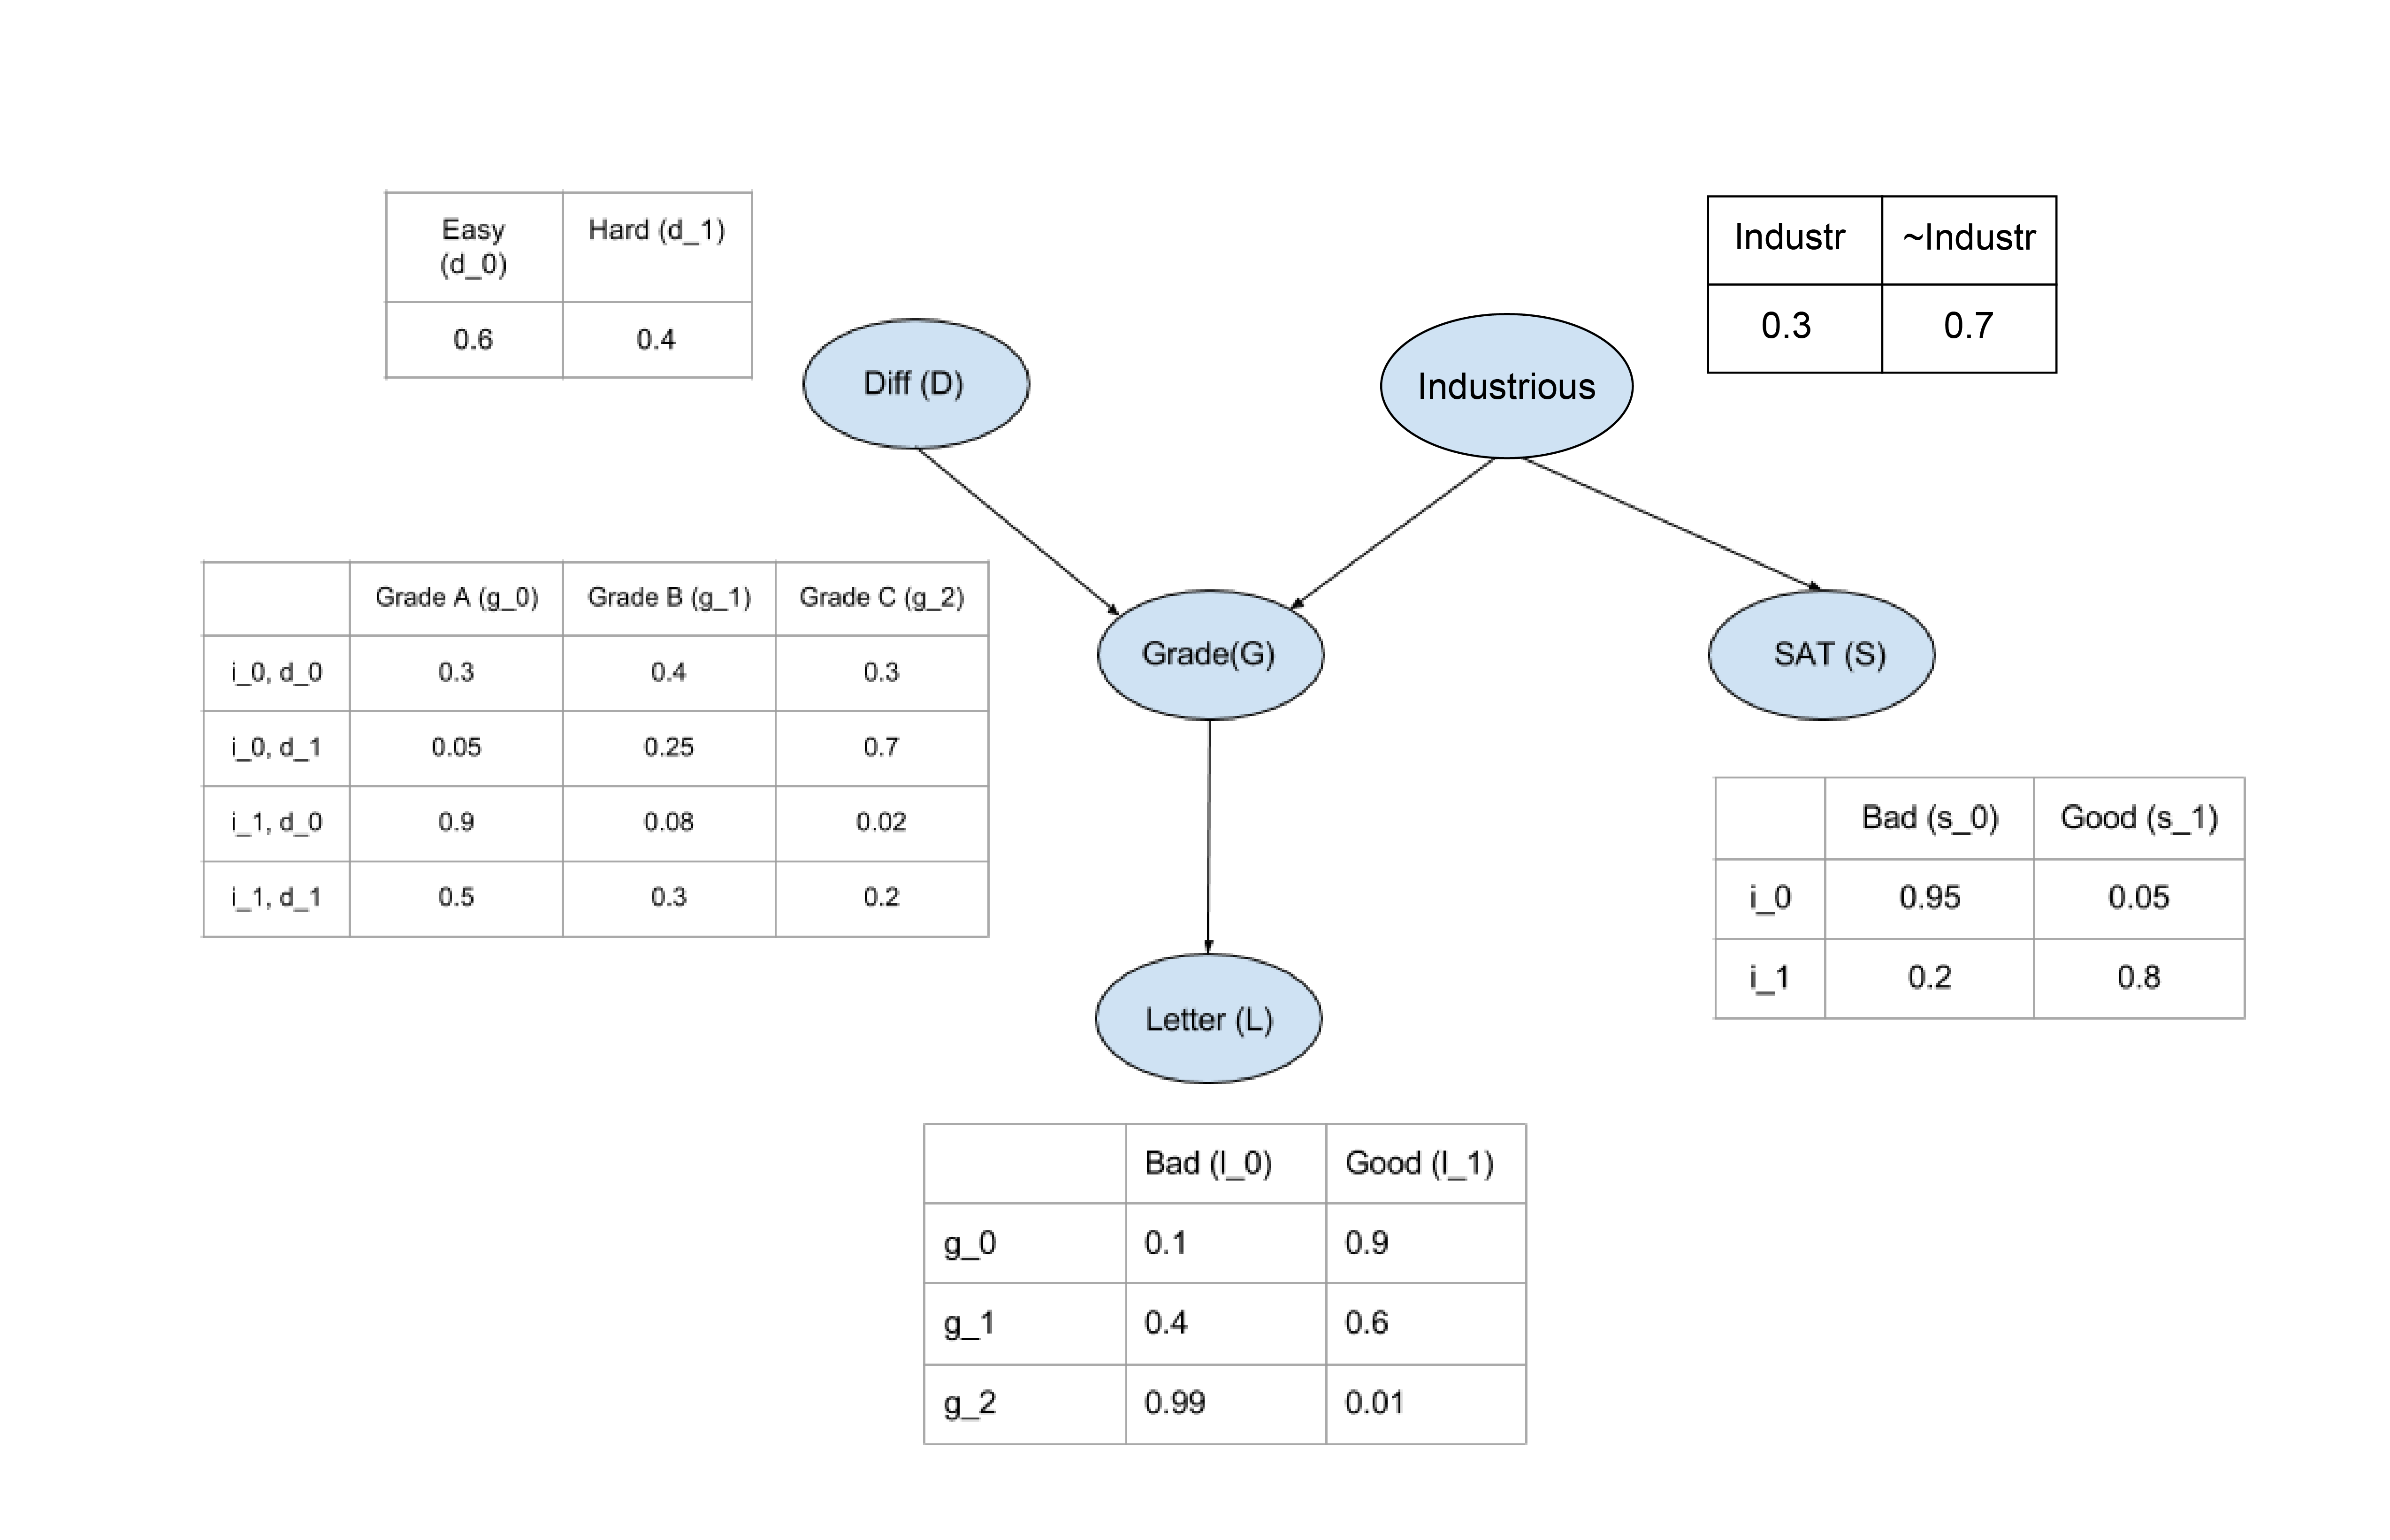 Easy Hard (d_1)
(d_0)
0.6 0.4
Industr ~Industr
0.3 0.7
Diff (D)
Industrious
Grade A (g_0) Grade B (g_1) Grade C (g_2)
i_0, d_0 0.3 0.4 0.3
i_0, d_1 0.05 0.25 0.7
i_1, d_0 0.9 0.08 0.02
i_1, d_1 0.5 0.3 0.2
Grade(G)
SAT (S)
Bad (s_0) Good (s_1)
i_0 0.95 0.05
i_1 0.2 0.8
Letter (L)
Bad (l_0) Good (l_1)
g_0 0.1 0.9
g_1 0.4 0.6
g_2 0.99 0.01